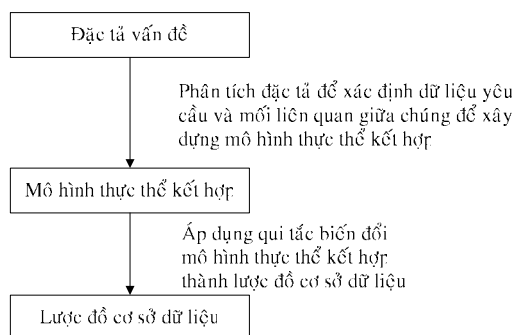 Đặc tả vấn đề
Phân tích đặc tả để xác định dữ liệu yêu
cầu và mối liên quan giữa chúng để xây
dựng mô hình thực thể kết hợp
Mô hình thực thể kết hợp
Áp dụng qui tắc biến đổi
mô hình thực thể kết hợp
thành lược đồ cơ sở dữ liệu
Lược đồ cơ sở dữ liệu